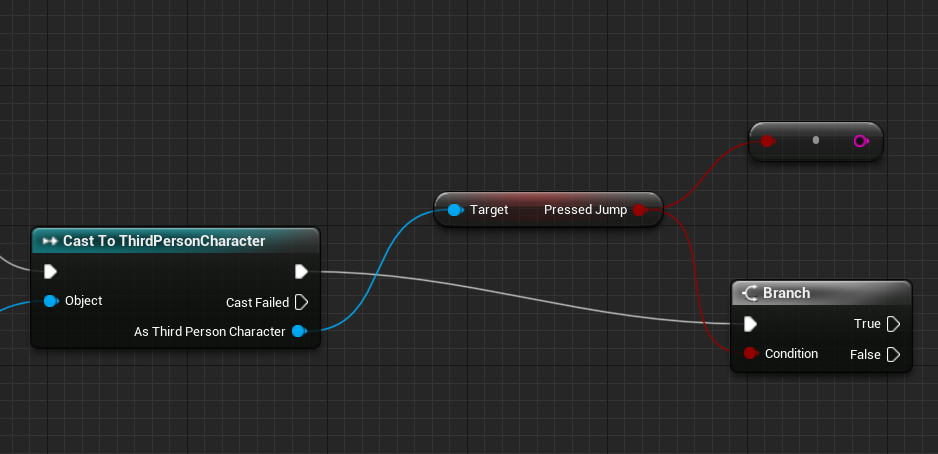 Target Pressed Jump
Cast To ThirdPersonCharacter
Object
Cast Failed
As Third Person Character
Branch
True
Condition
False